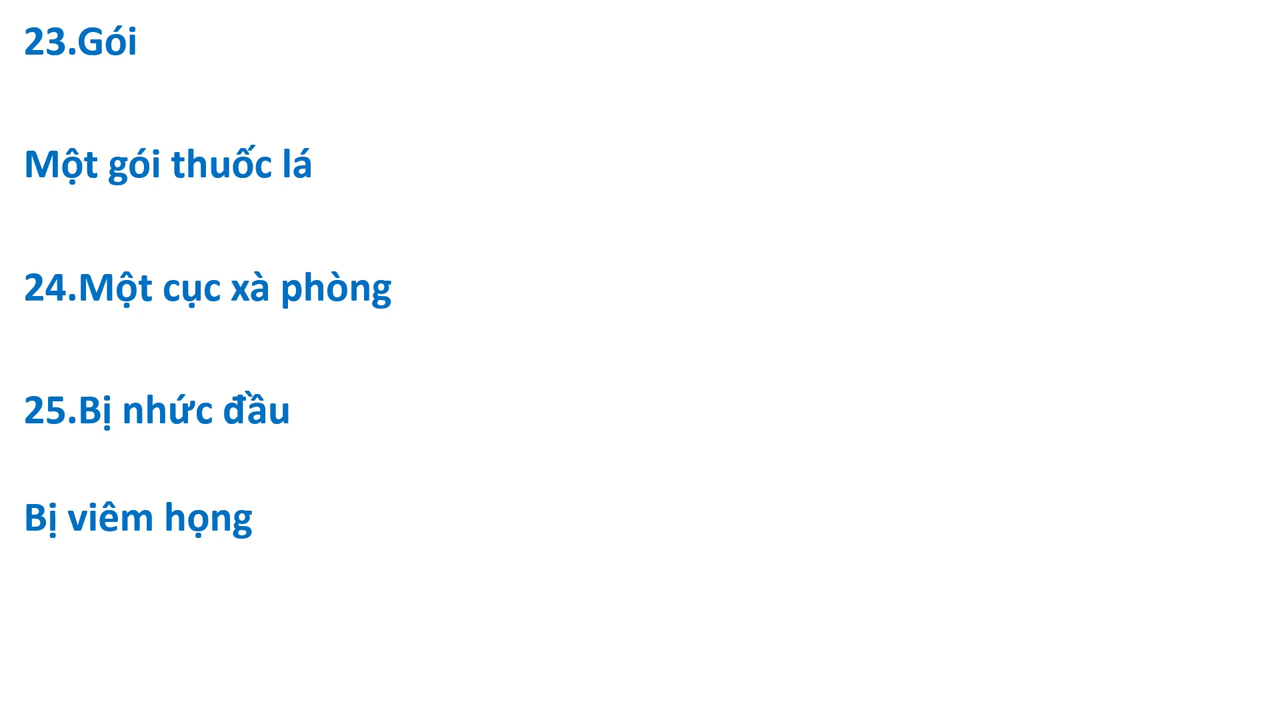 23.Gói
Một gói thuốc lá
24.Một cục xà phòng
25.Bị nhức đầu
Bị viêm họng